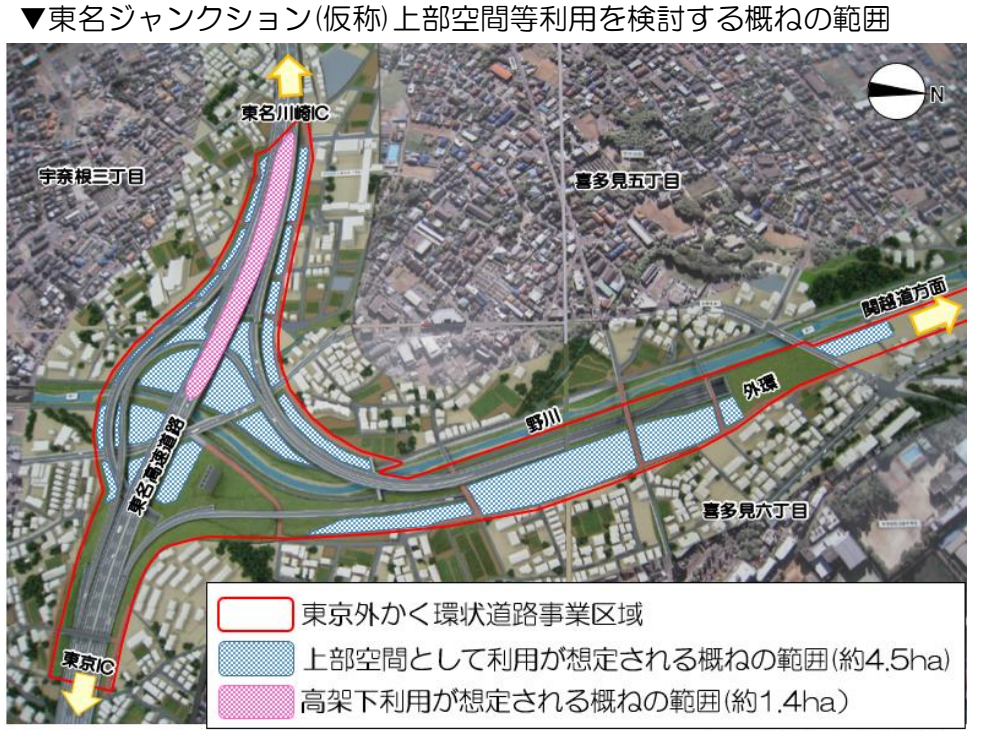 ▼東名ジャンクション(仮称)上部空間等利用を検討する概ねの範囲
東名川崎IC
N
宇奈根三丁目
喜多見五丁目
関越道方面
外環
野川
東名高速道路
喜多見六丁目
東京IC
東京外かく環状道路事業区域
上部空間として利用が想定される概ねの範囲(約4.5ha)
高架下利用が想定される概ねの範囲(約1.4ha)